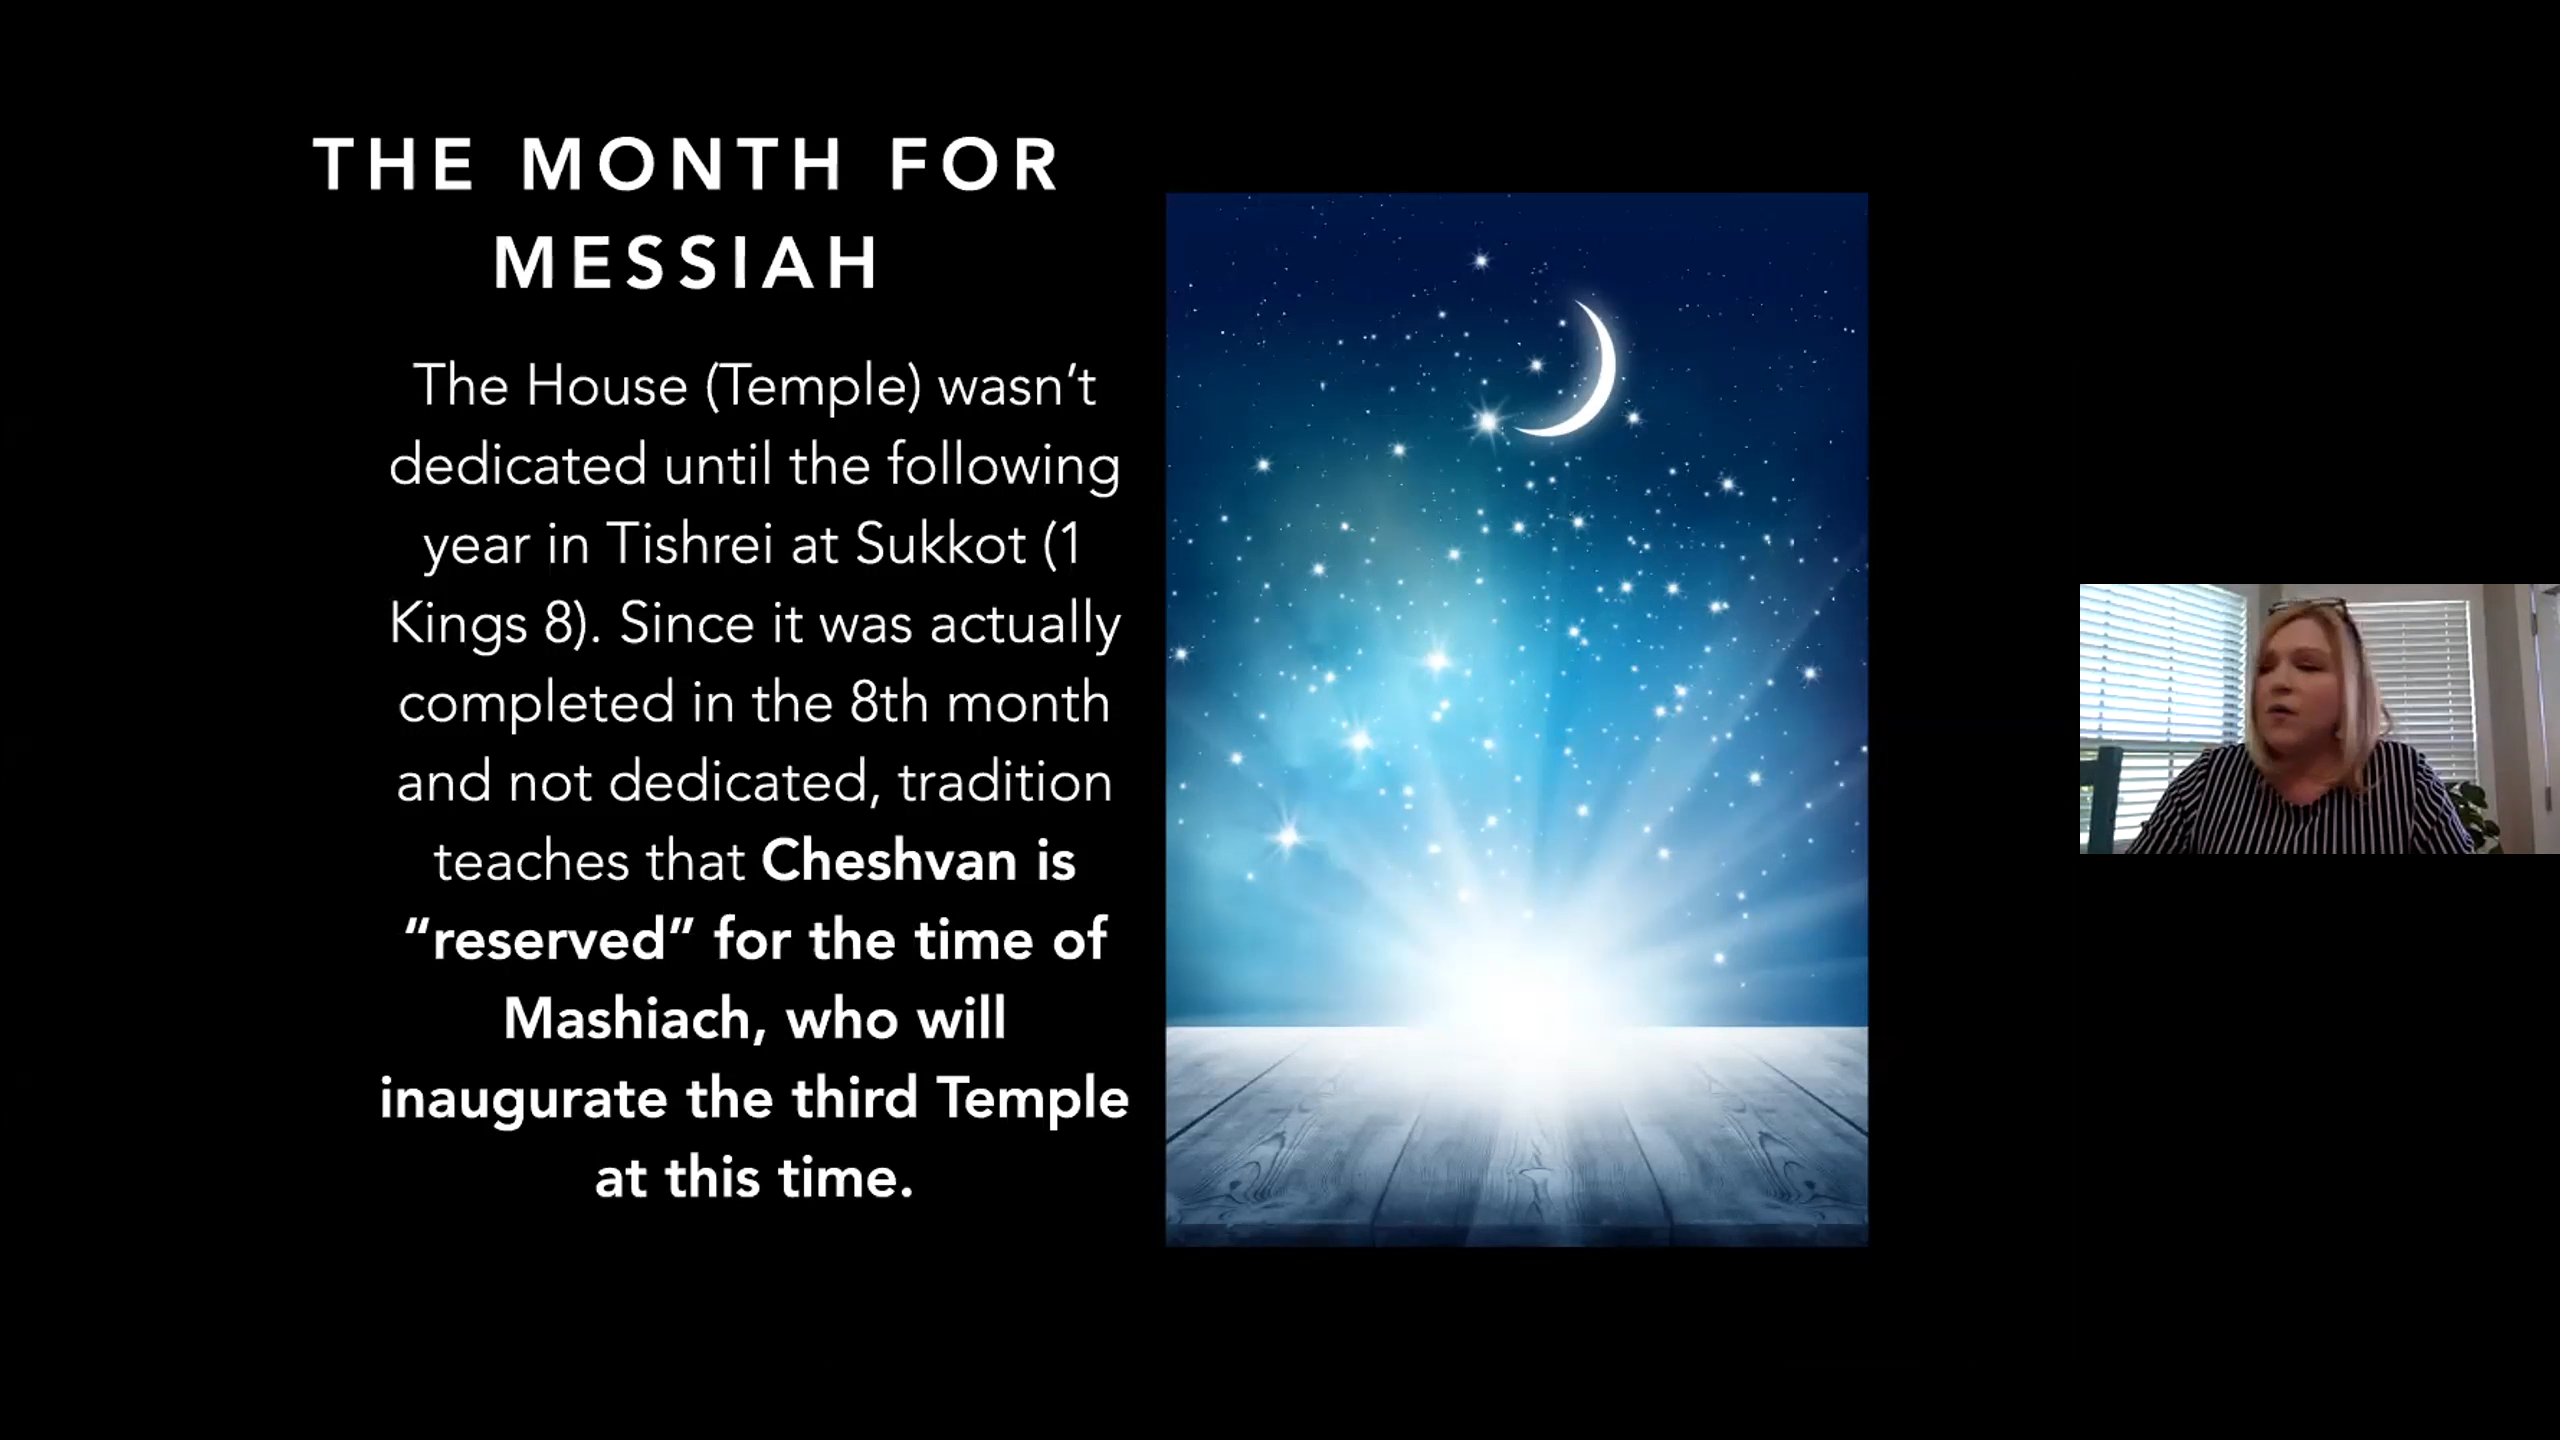 THE MONTH FOR
MESSIAH
The House (Temple) wasn’t
dedicated until the following
year in Tishrei at Sukkot (1
Kings 8). Since it was actually
completed in the 8th month
and not dedicated, tradition
teaches that Cheshvan is
“reserved” for the time of
Mashiach, who will
inaugurate the third Temple
at this time.